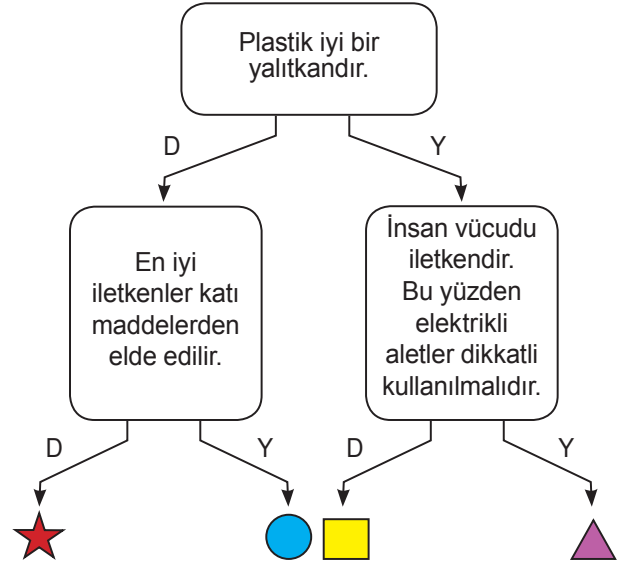 Plastik iyi bir
yalıtkandır.
D
Y
En iyi
iletkenler katı
maddelerden
elde edilir.
İnsan vücudu
iletkendir.
Bu yüzden
elektrikli
aletler dikkatli
kullanılmalıdır.
D
Y
D
Y